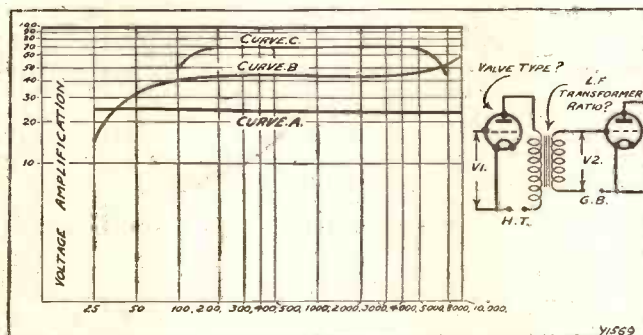 100
90
80
70
60
50
40
30
20
10
VOLTAGE AMPLIFICATION
CURVE.C.
CURVE.B
CURVE.A.
25 50 100, 200, 300, 400, 500, 1000 2000 3000 4000 5000 8000 10,000,
VALVE TYPE?
L.F
TRANSFORMER
RATIO?
V1.
V2.
H.T.
G.B.
Y1569